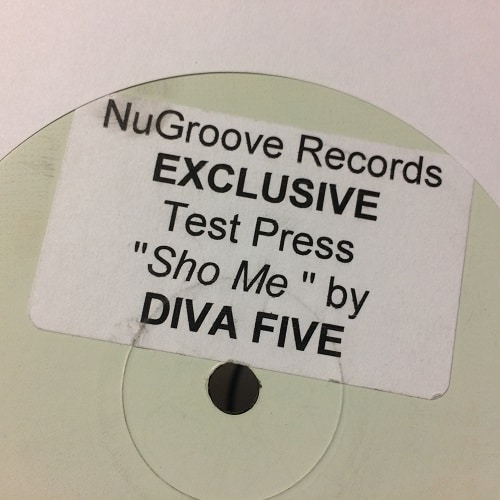 NuGroove Records
EXCLUSIVE
Test Press
"Sho Me " by
DIVA FIVE